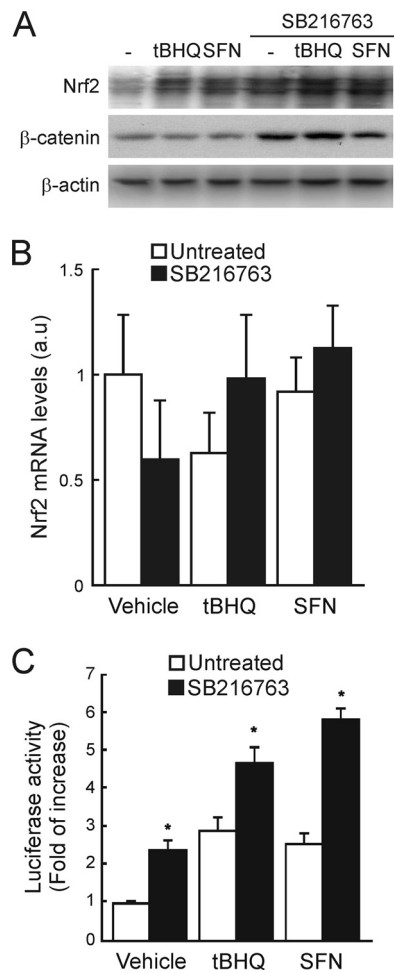 A
SB216763
- tBHQ SFN - tBHQ SFN
Nrf2
β-catenin
β-actin
B
Untreated
SB216763
Nrf2 mRNA levels (a.u)
1.5
1
0.5
0
Vehicle tBHQ SFN
C
Untreated
SB216763
Luciferase activity
(Fold of increase)
7
6
5
4
3
2
1
0
* * *
Vehicle tBHQ SFN